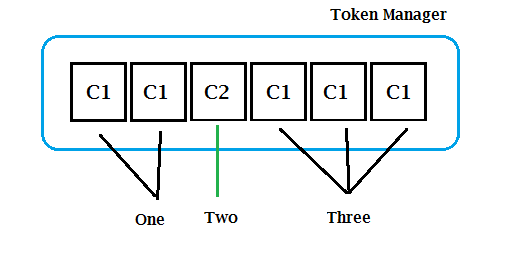 Token Manager
C1 C1 C2 C1 C1 C1
One Two Three